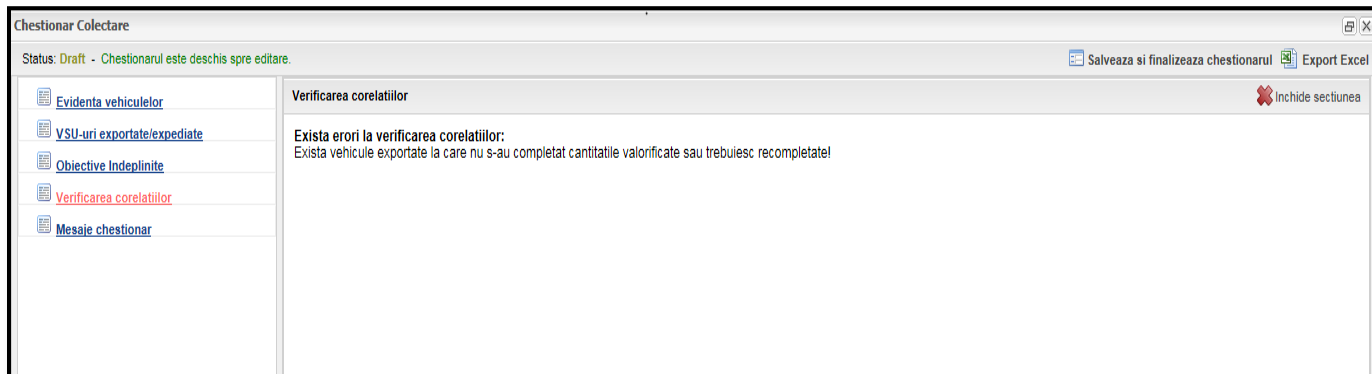 Chestionar Colectare
Status: Draft - Chestionarul este deschis spre editare.
Salveaza si finalizeaza chestionarul Export Excel
Evidenta vehiculelor
VSU-uri exportate/expediate
Obiective Indeplinite
Verificarea corelatiilor
Mesaje chestionar
Verificarea corelatiilor
Inchide sectiunea
Exista erori la verificarea corelatiilor:
Exista vehicule exportate la care nu s-au completat cantitatile valorificate sau trebuiesc recompletate!